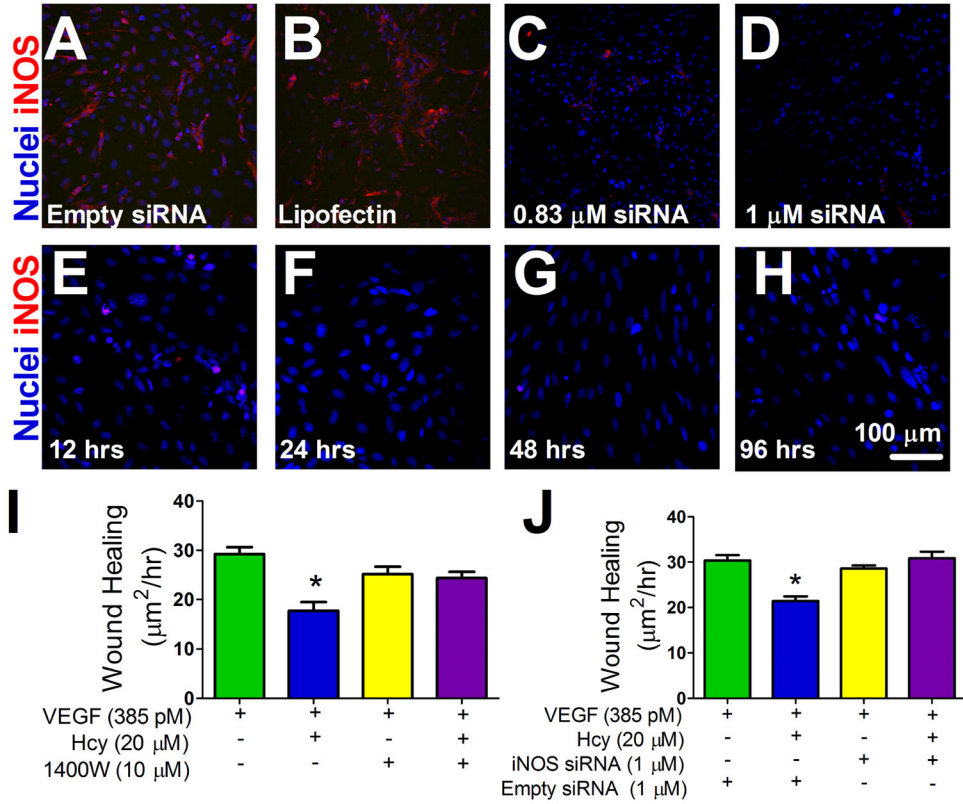 A B C D
Nuclei iNOS
Empty siRNA Lipofectin 0.83 μM siRNA 1 μM siRNA
E F G H
Nuclei iNOS
12 hrs 24 hrs 48 hrs 96 hrs
100 μm
I
Wound Healing
(μm²/hr)
40
30
20
10
0
*
VEGF (385 pM) + + + +
Hcy (20 μM) - + - +
1400W (10 μM) - - + +
J
Wound Healing
(μm²/hr)
40
30
20
10
0
*
VEGF (385 pM) + + + +
Hcy (20 μM) - + - +
iNOS siRNA (1 μM) - - + +
Empty siRNA (1 μM) + + - -